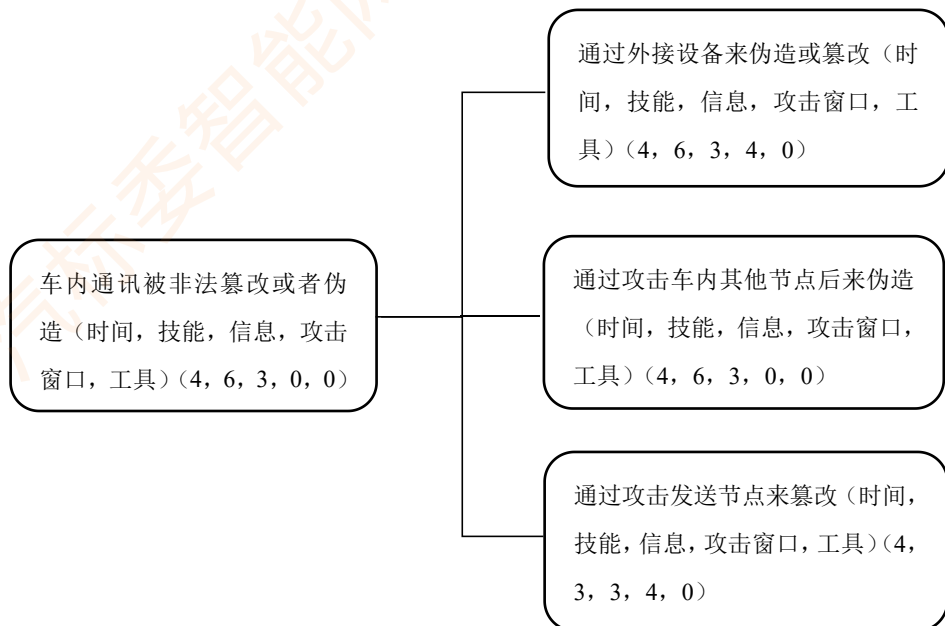 通过外接设备来伪造或篡改（时
间，技能，信息，攻击窗口，工
具）（4，6，3，4，0）
车内通讯被非法篡改或者伪
造（时间，技能，信息，攻击
窗口，工具）（4，6，3，0，0）
通过攻击车内其他节点后来伪造
（时间，技能，信息，攻击窗口，
工具）（4，6，3，0，0）
通过攻击发送节点来篡改（时间，
技能，信息，攻击窗口，工具）（4，
3，3，4，0）
汽标委智能网